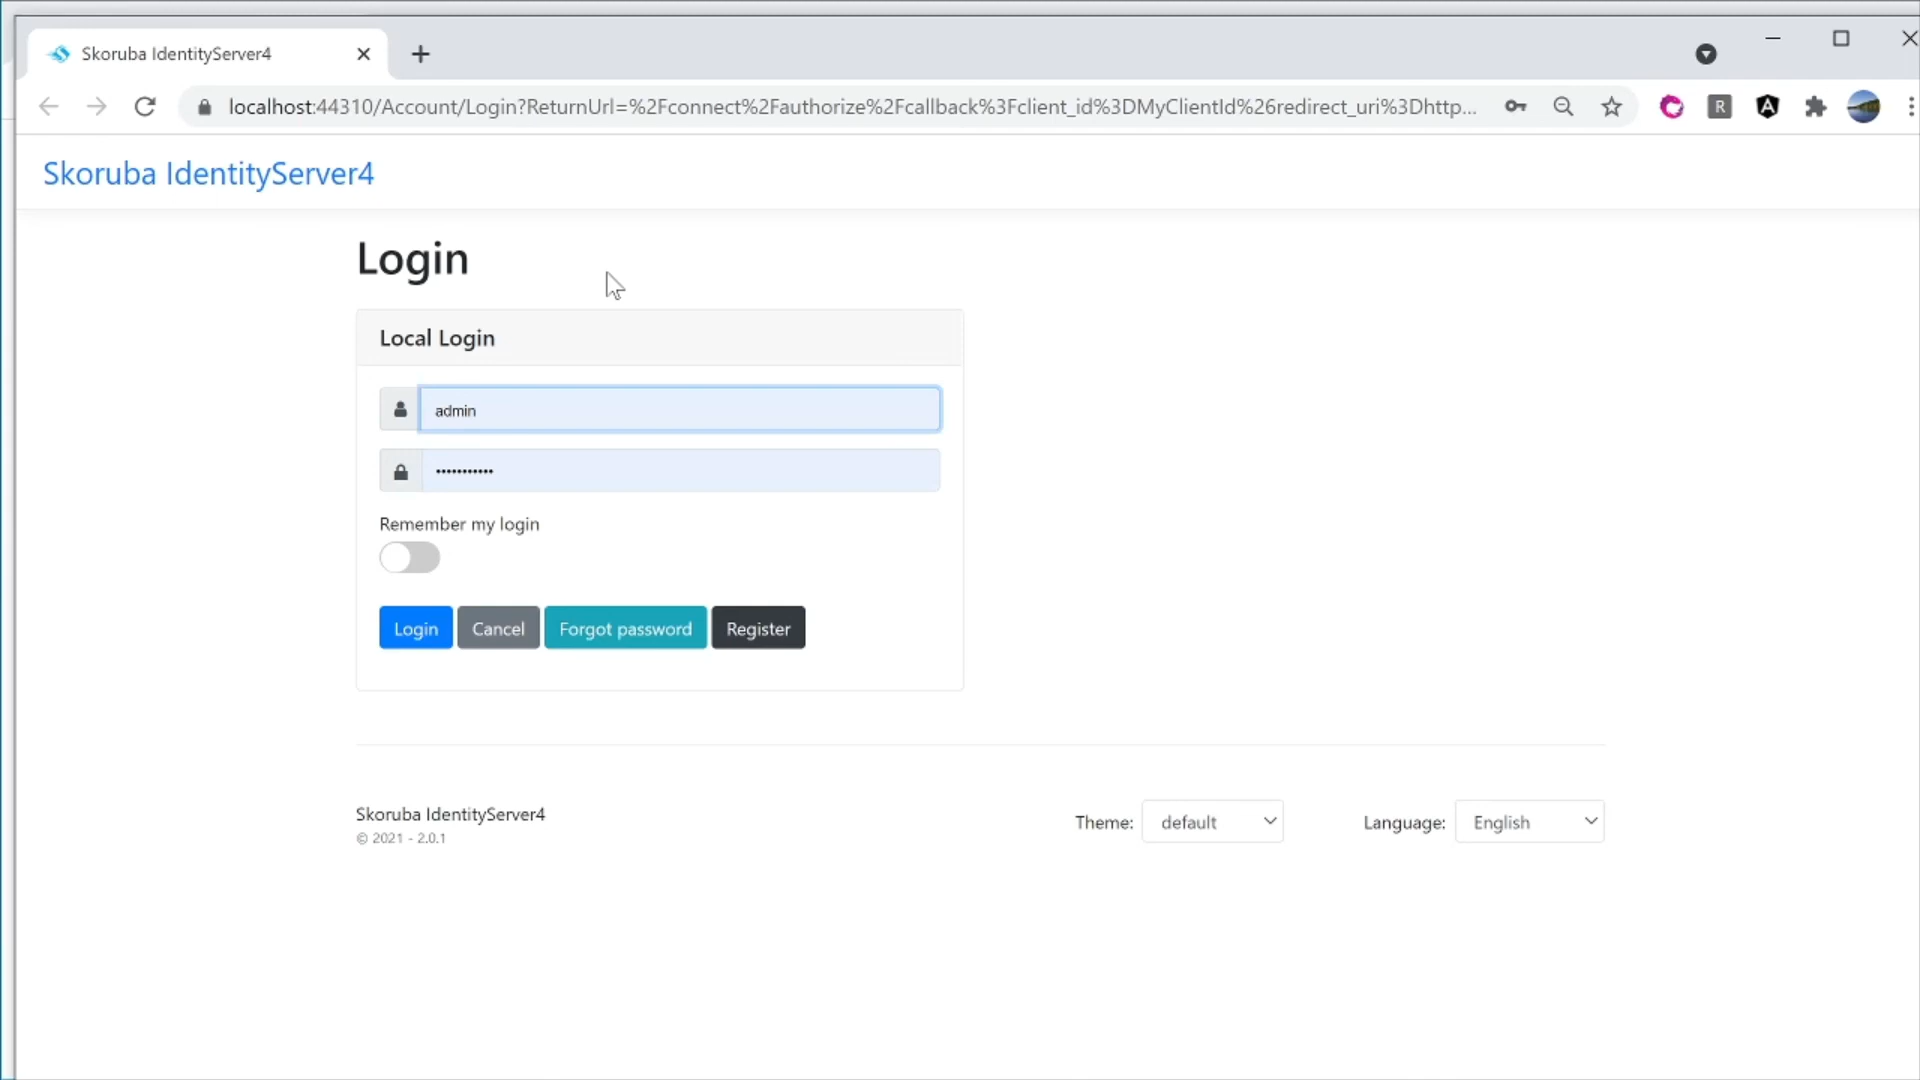 Skoruba IdentityServer4
localhost:44310/Account/Login?ReturnUrl=%2Fconnect%2Fauthorize%2Fcallback%3Fclient_id%3DMyClientId%26redirect_uri%3Dhttp...
R
A
Skoruba IdentityServer4
Login
Local Login
admin
•••••••••••
Remember my login
Login Cancel Forgot password Register
Skoruba IdentityServer4 Theme: default Language: English
© 2021 - 2.0.1